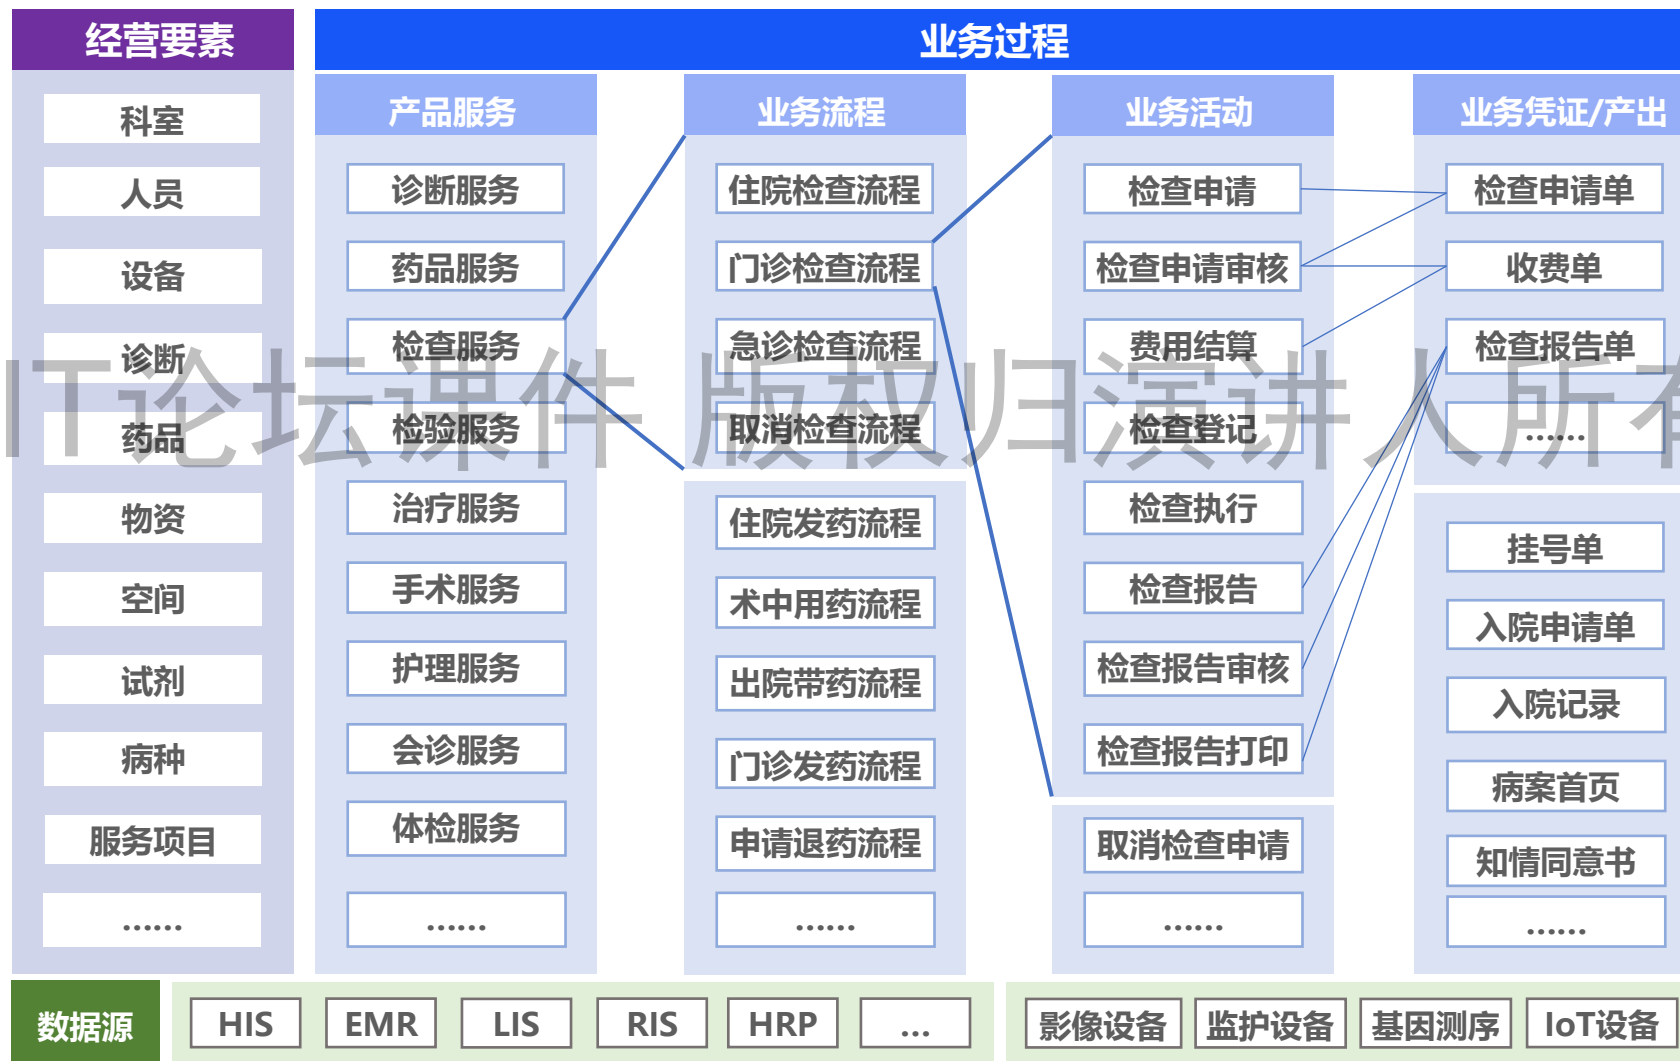 经营要素
科室
人员
设备
诊断
药品
物资
空间
试剂
病种
服务项目
......
业务过程
产品服务
诊断服务
药品服务
检查服务
检验服务
治疗服务
手术服务
护理服务
会诊服务
体检服务
......
业务流程
住院检查流程
门诊检查流程
急诊检查流程
取消检查流程
住院发药流程
术中用药流程
出院带药流程
门诊发药流程
申请退药流程
......
业务活动
检查申请
检查申请审核
费用结算
检查登记
检查执行
检查报告
检查报告审核
检查报告打印
取消检查申请
......
业务凭证/产出
检查申请单
收费单
检查报告单
......
挂号单
入院申请单
入院记录
病案首页
知情同意书
......
IT论坛课件 版权归演讲人所有
数据源
HIS
EMR
LIS
RIS
HRP
...
影像设备
监护设备
基因测序
IoT设备